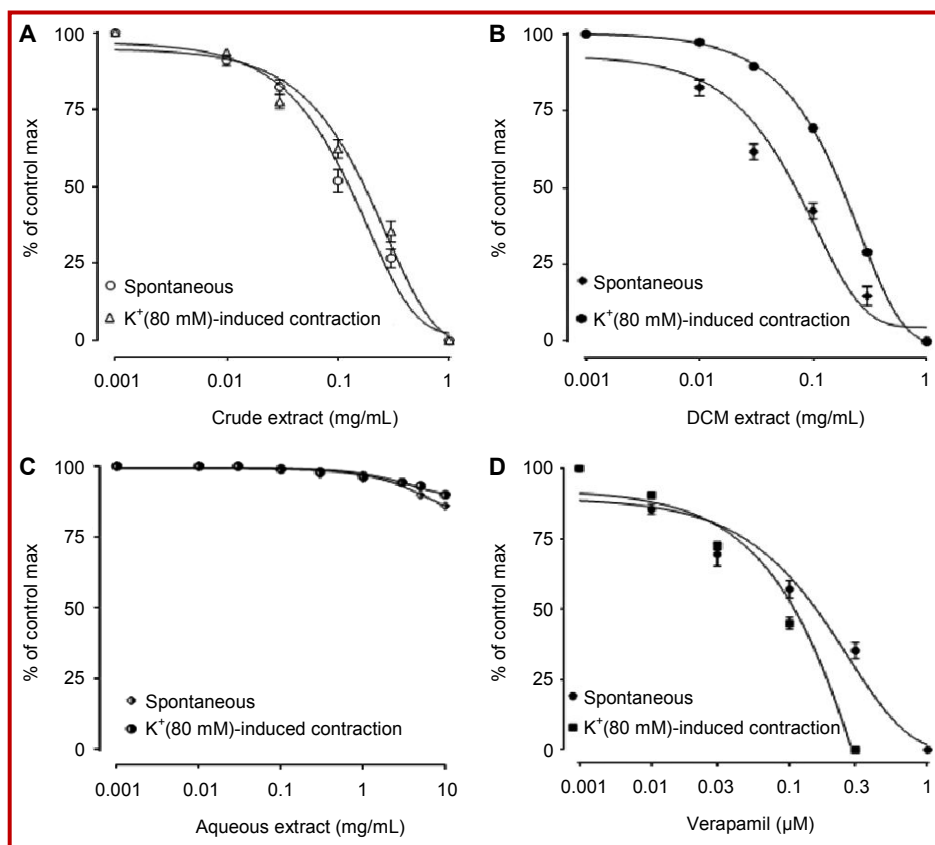 A
100
75
50
25
0
% of control max
Spontaneous
K+(80 mM)-induced contraction
0.001 0.01 0.1 1
Crude extract (mg/mL)
B
100
75
50
25
0
% of control max
Spontaneous
K+(80 mM)-induced contraction
0.001 0.01 0.1 1
DCM extract (mg/mL)
C
100
75
50
25
0
% of control max
Spontaneous
K+(80 mM)-induced contraction
0.001 0.01 0.1 1 10
Aqueous extract (mg/mL)
D
100
75
50
25
0
% of control max
Spontaneous
K+(80 mM)-induced contraction
0.001 0.01 0.03 0.1 0.3 1
Verapamil (µM)